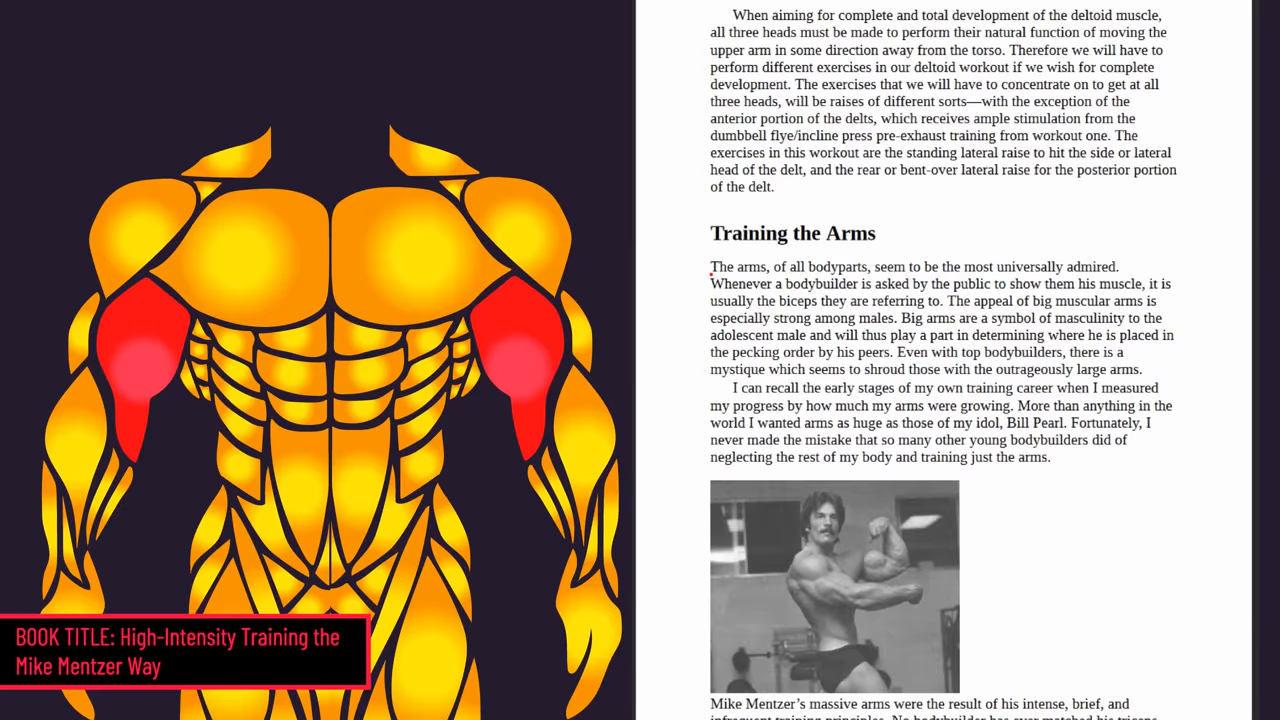 When aiming for complete and total development of the deltoid muscle,
all three heads must be made to perform their natural function of moving the
upper arm in some direction away from the torso. Therefore we will have to
perform different exercises in our deltoid workout if we wish for complete
development. The exercises that we will have to concentrate on to get at all
three heads, will be raises of different sorts—with the exception of the
anterior portion of the delts, which receives ample stimulation from the
dumbbell flye/incline press pre-exhaust training from workout one. The
exercises in this workout are the standing lateral raise to hit the side or lateral
head of the delt, and the rear or bent-over lateral raise for the posterior portion
of the delt.
Training the Arms
The arms, of all bodyparts, seem to be the most universally admired.
Whenever a bodybuilder is asked by the public to show them his muscle, it is
usually the biceps they are referring to. The appeal of big muscular arms is
especially strong among males. Big arms are a symbol of masculinity to the
adolescent male and will thus play a part in determining where he is placed in
the pecking order by his peers. Even with top bodybuilders, there is a
mystique which seems to shroud those with the outrageously large arms.
I can recall the early stages of my own training career when I measured
my progress by how much my arms were growing. More than anything in the
world I wanted arms as huge as those of my idol, Bill Pearl. Fortunately, I
never made the mistake that so many other young bodybuilders did of
neglecting the rest of my body and training just the arms.
Mike Mentzer’s massive arms were the result of his intense, brief, and
infrequent training principles. No bodybuilder has ever matched his triceps
BOOK TITLE: High-Intensity Training the
Mike Mentzer Way